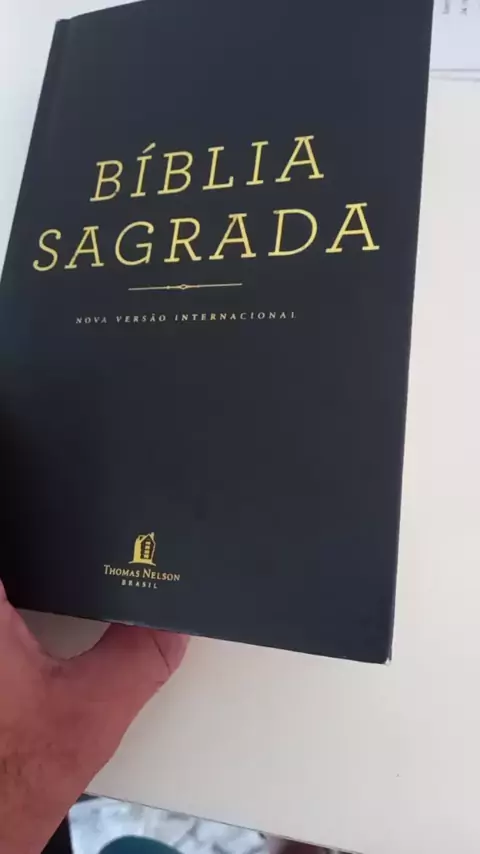 BÍBLIA
SAGRADA
NOVA VERSÃO INTERNACIONAL
THOMAS NELSON
BRASIL